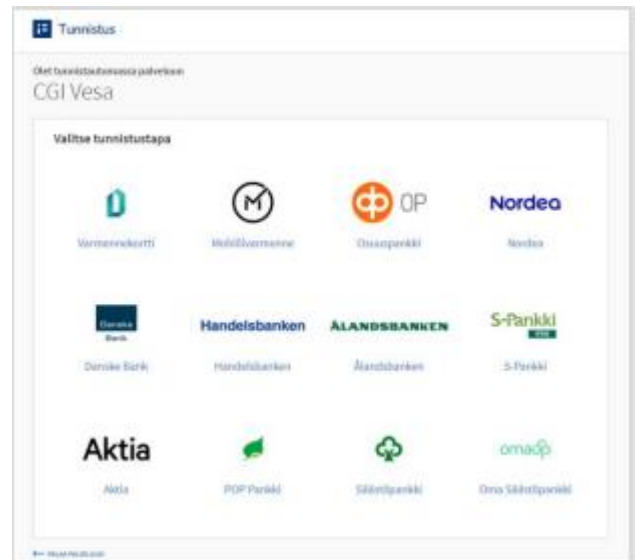 Tunnistus
Olet tunnistautumassa palveluun
CGI Vesa
Valitse tunnistustapa
OP Nordea
Varmennekortti Mobiilivarmenne Osuuspankki Nordea
Danske Bank Handelsbanken ÅLANDSBANKEN S-Pankki
Danske Bank Handelsbanken Ålandsbanken S-Pankki
Aktia omasp
Aktia POP Pankki Säästöpankki Oma Säästöpankki